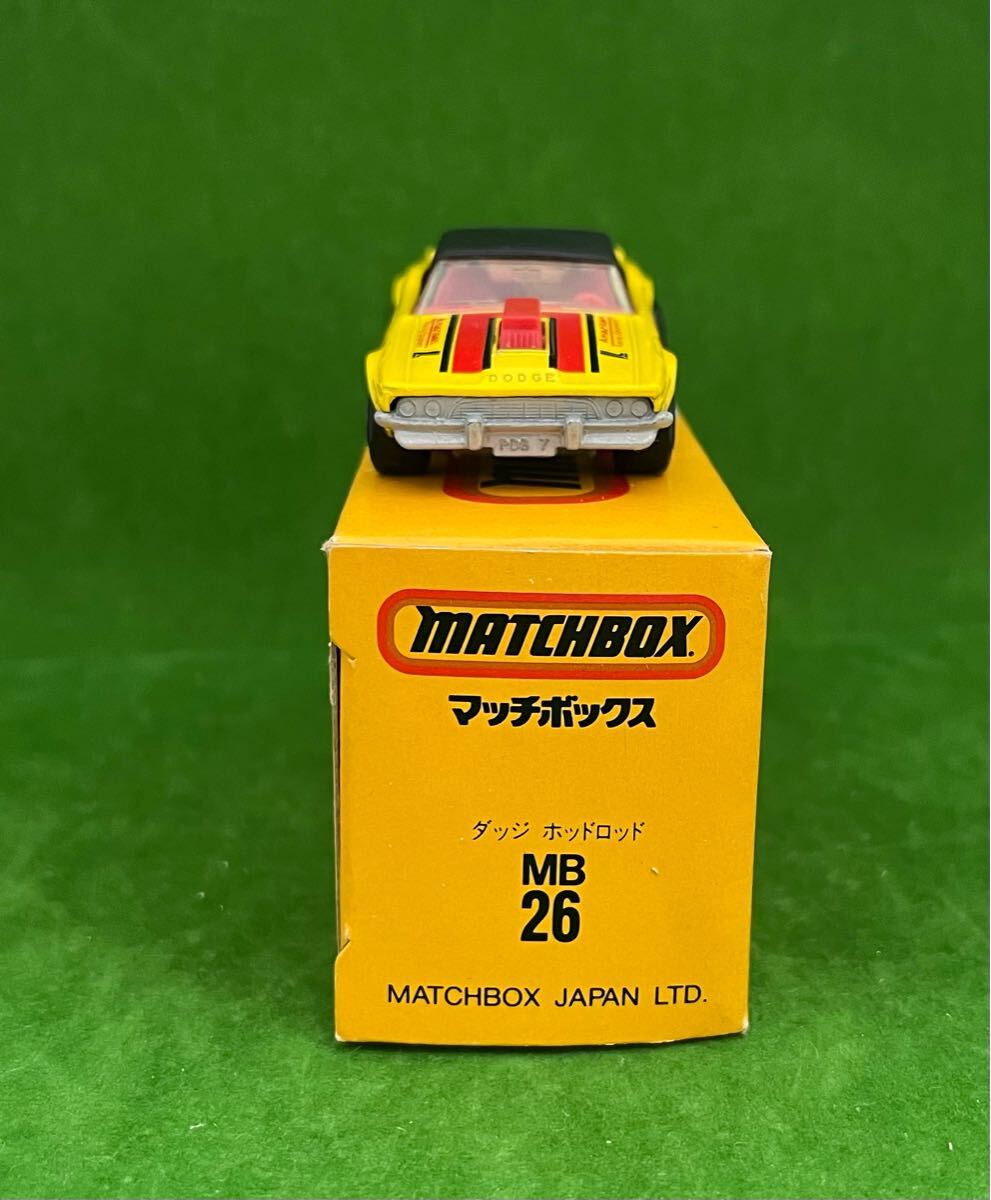 DODGE
PDB 7
MATCHBOX.
マッチボックス
ダッジ ホッドロッド
MB
26
MATCHBOX JAPAN LTD.